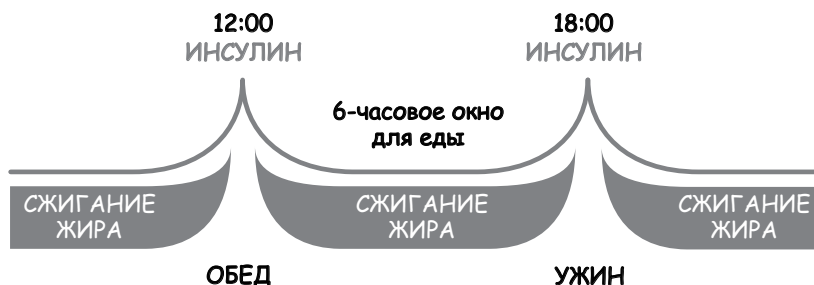 12:00
ИНСУЛИН
18:00
ИНСУЛИН
6-часовое окно
для еды
СЖИГАНИЕ
ЖИРА
СЖИГАНИЕ
ЖИРА
СЖИГАНИЕ
ЖИРА
ОБЕД
УЖИН